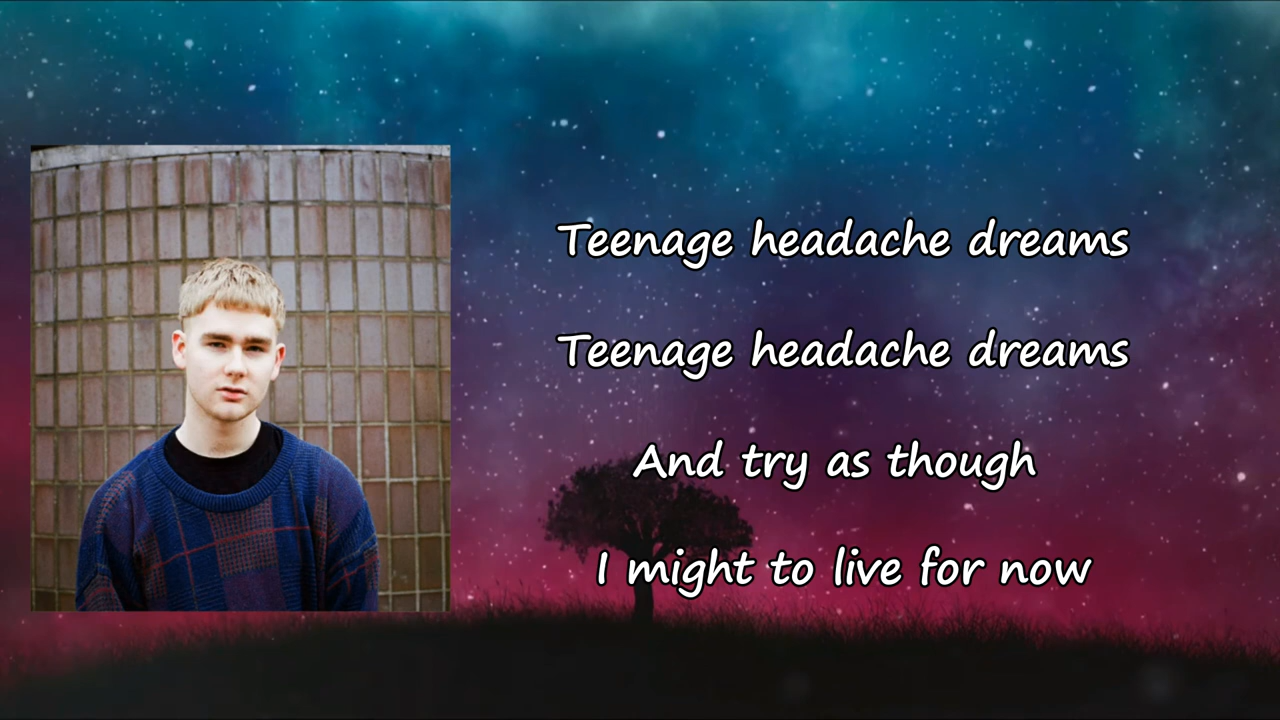 Teenage headache dreams
Teenage headache dreams
And try as though
I might to live for now